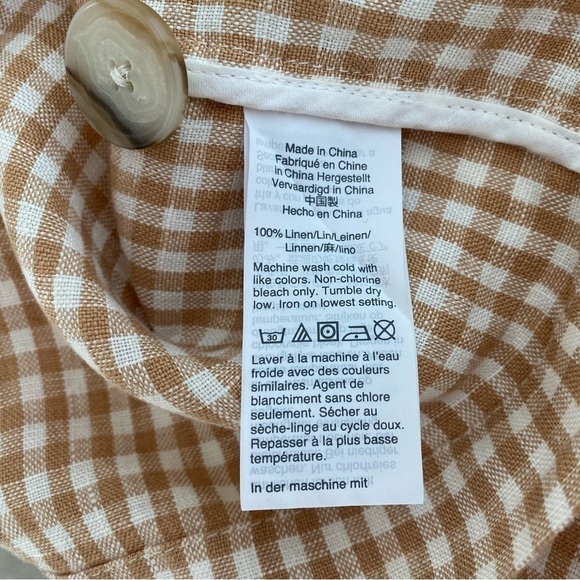 Made in China
Fabriqué en Chine
in China Hergestellt
Vervaardigd in China
中国製
Hecho en China
100% Linen/Lin/Leinen/
Linnen/麻/lino
Machine wash cold with
like colors. Non-chlorine
bleach only. Tumble dry
low. Iron on lowest setting.
30
Laver à la machine à l'eau
froide avec des couleurs
similaires. Agent de
blanchiment sans chlore
seulement. Sécher au
sèche-linge au cycle doux.
Repasser à la plus basse
température.
In der maschine mit